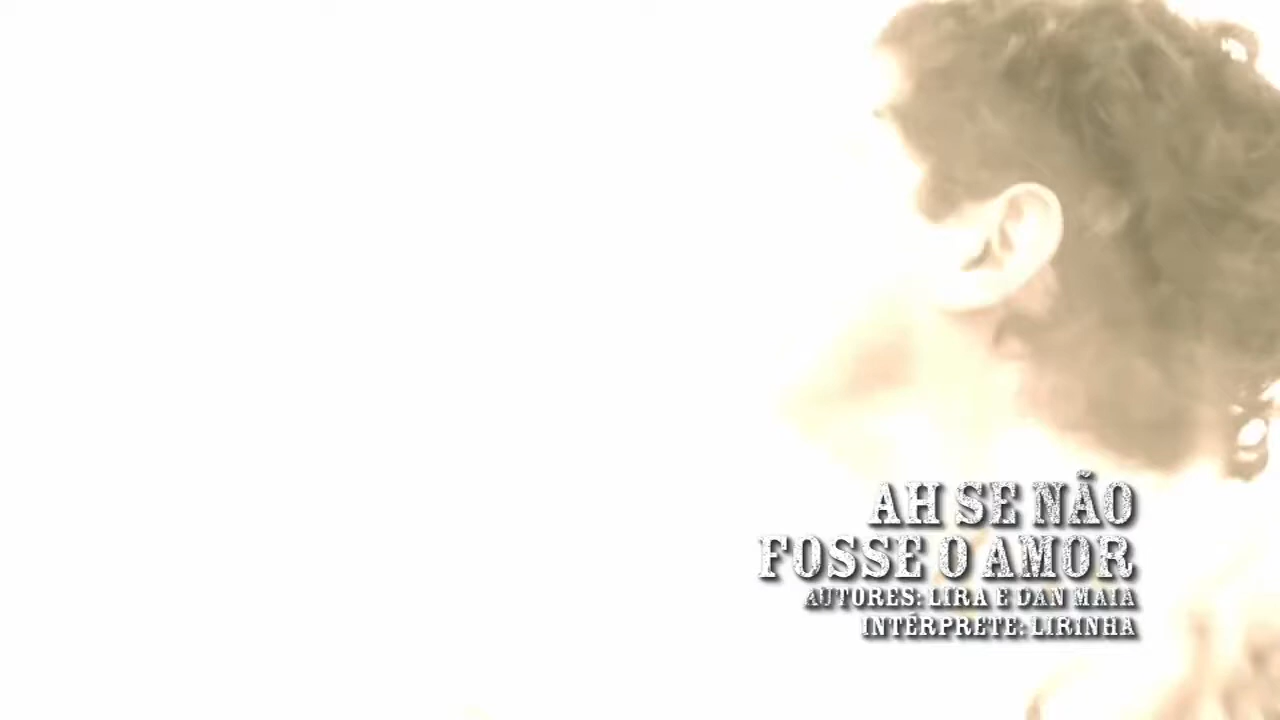 AH SE NÃO
FOSSE O AMOR
AUTORES: LIRA E DAN MAIA
INTÉRPRETE: LIRINHA